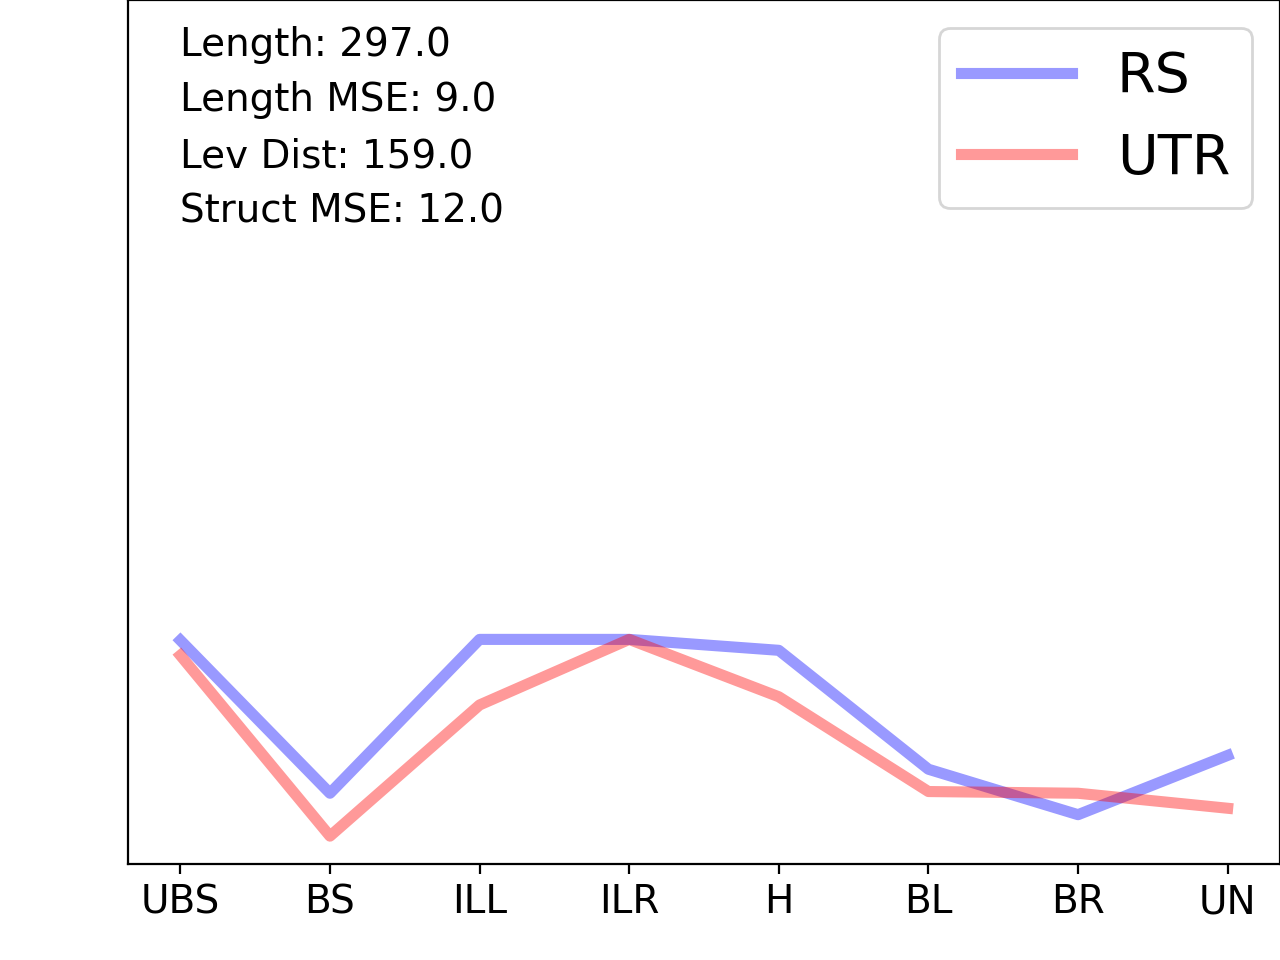 Length: 297.0
Length MSE: 9.0
Lev Dist: 159.0
Struct MSE: 12.0
RS
UTR
UBS BS ILL ILR H BL BR UN